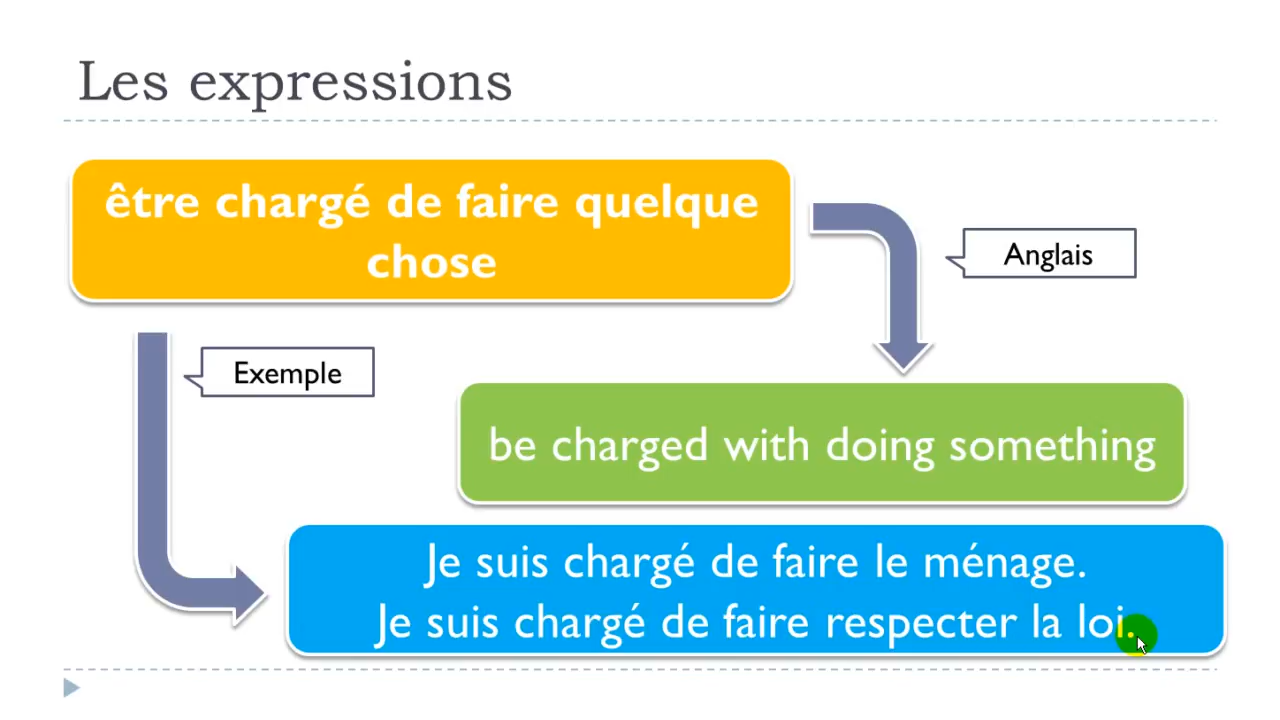 Les expressions
être chargé de faire quelque
chose
Anglais
Exemple
be charged with doing something
Je suis chargé de faire le ménage.
Je suis chargé de faire respecter la loi.